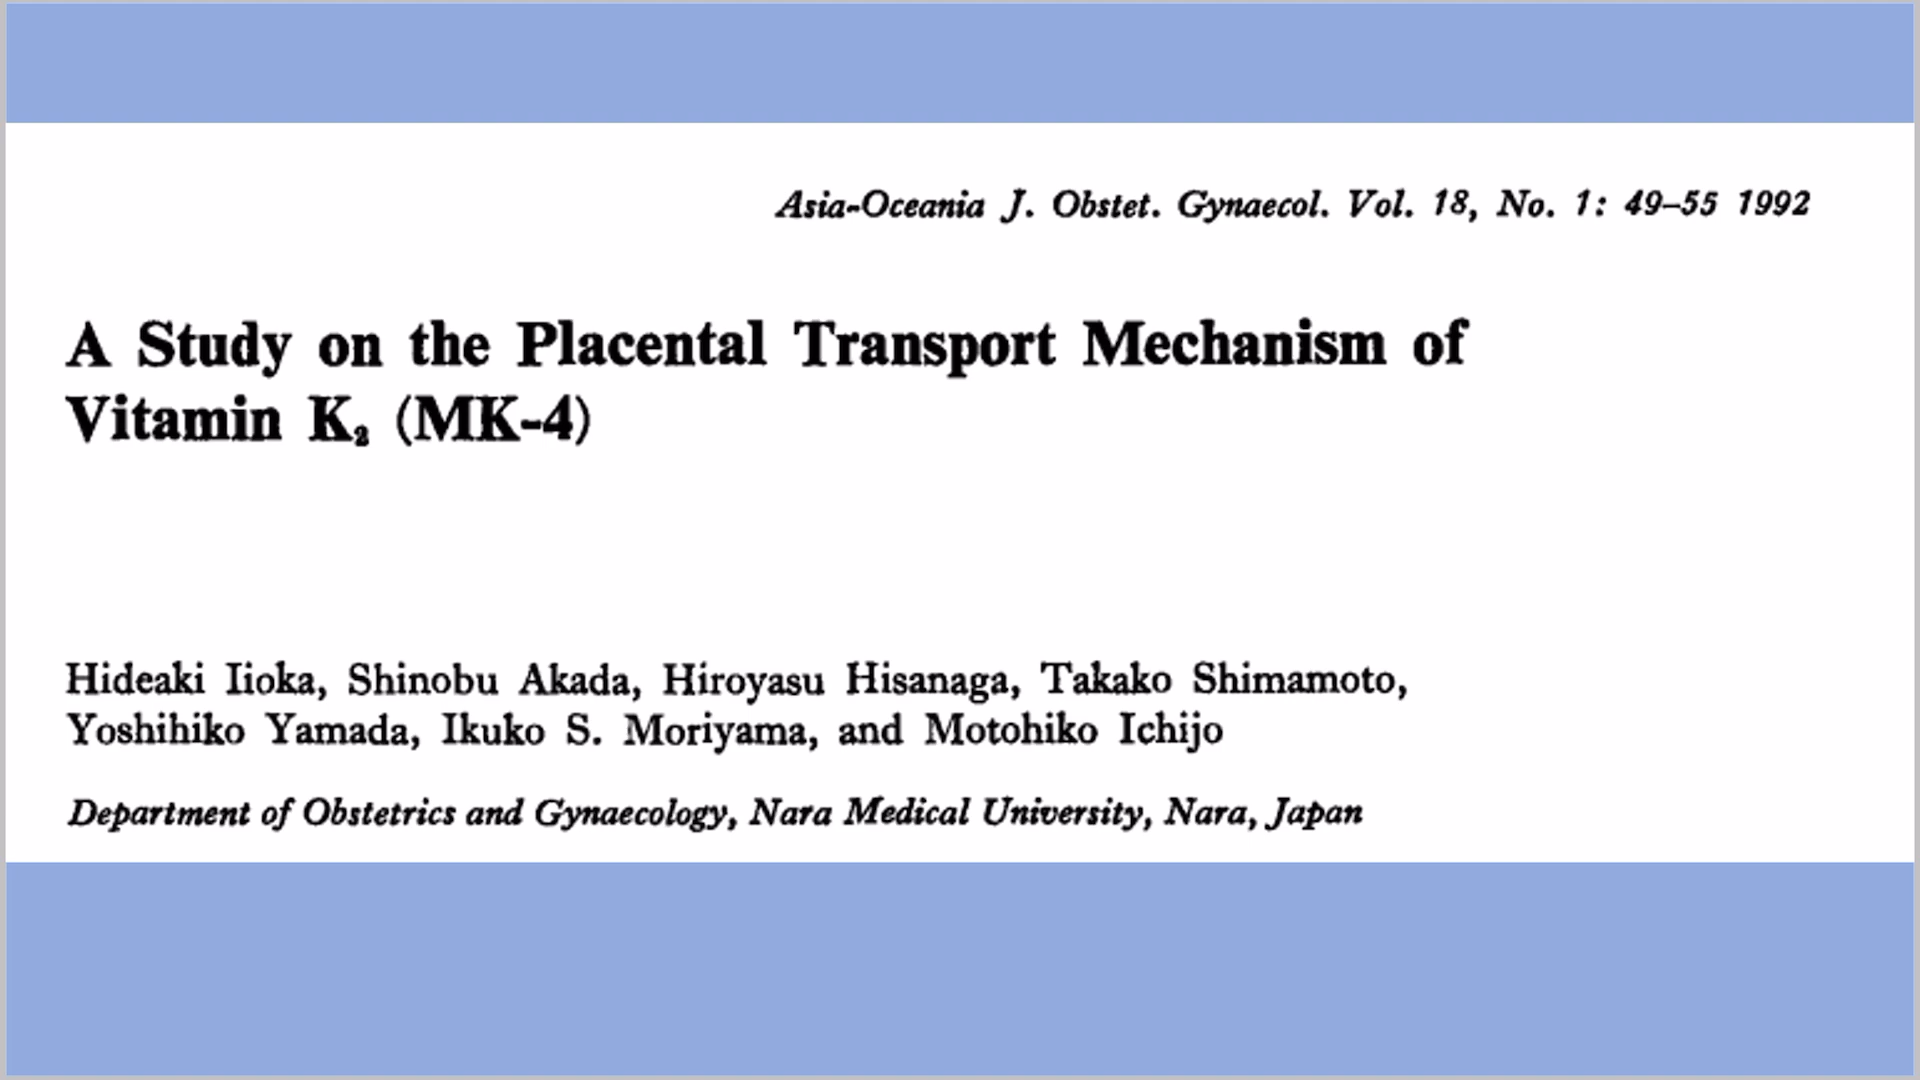 Asia-Oceania J. Obstet. Gynaecol. Vol. 18, No. 1: 49–55 1992
A Study on the Placental Transport Mechanism of
Vitamin K₂ (MK-4)
Hideaki Iioka, Shinobu Akada, Hiroyasu Hisanaga, Takako Shimamoto,
Yoshihiko Yamada, Ikuko S. Moriyama, and Motohiko Ichijo
Department of Obstetrics and Gynaecology, Nara Medical University, Nara, Japan